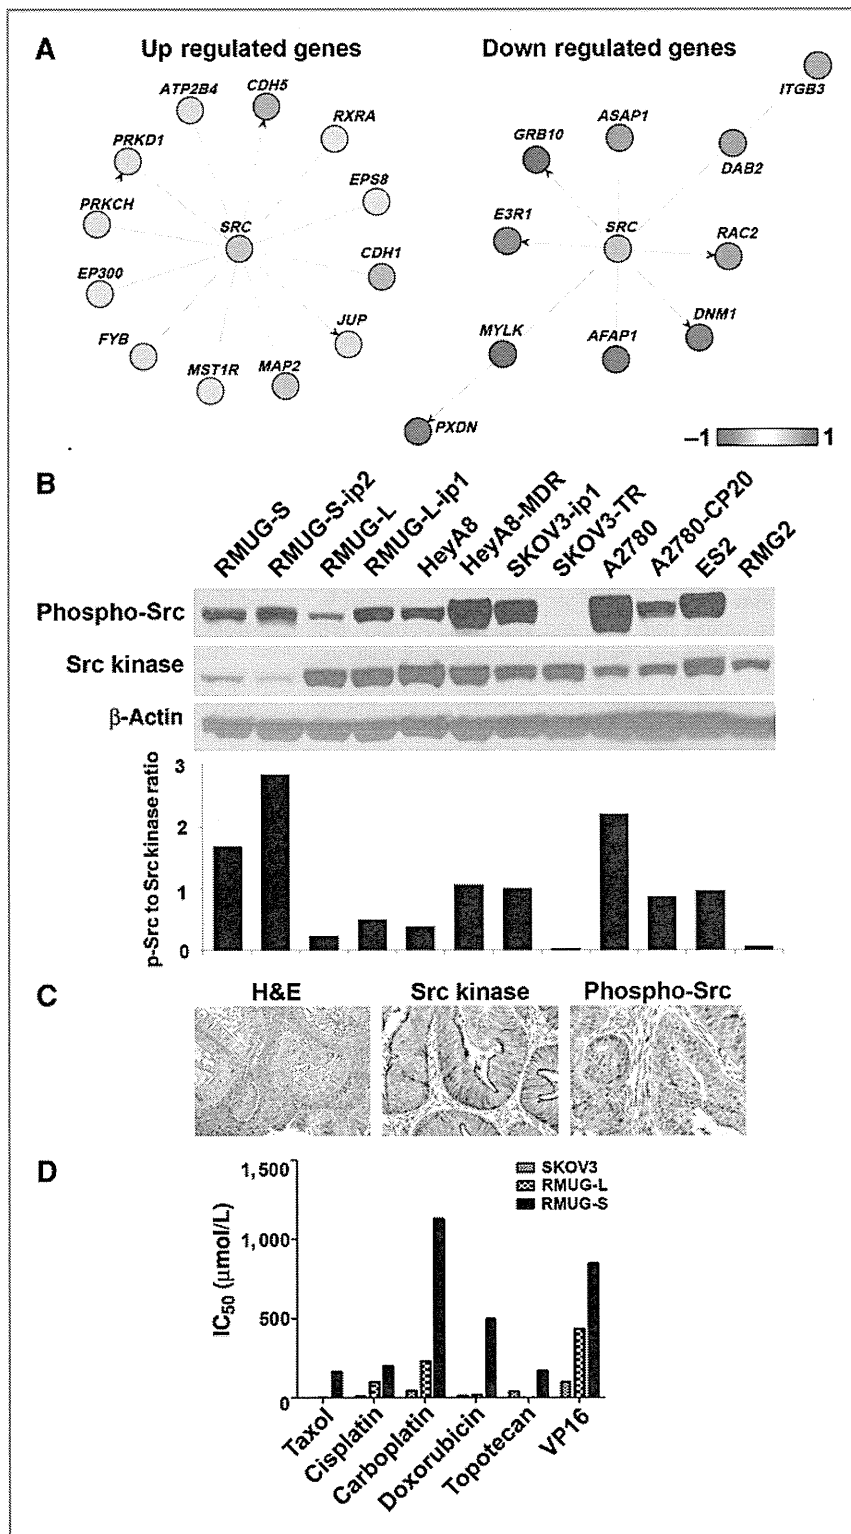 A
Up regulated genes
Down regulated genes
ATP2B4
CDH5
RXRA
PRKD1
EPS8
PRKCH
SRC
CDH1
EP300
JUP
FYB
MST1R
MAP2
ITGB3
ASAP1
GRB10
DAB2
E3R1
SRC
RAC2
MYLK
DNM1
AFAP1
PXDN
–1
1
B
RMUG-S
RMUG-S-ip2
RMUG-L
RMUG-L-ip1
HeyA8
HeyA8-MDR
SKOV3-ip1
SKOV3-TR
A2780
A2780-CP20
ES2
RMG2
Phospho-Src
Src kinase
β-Actin
p-Src to Src kinase ratio
3
2
1
0
C
H&E
Src kinase
Phospho-Src
D
IC50 (μmol/L)
1,500
1,000
500
0
SKOV3
RMUG-L
RMUG-S
Taxol
Cisplatin
Carboplatin
Doxorubicin
Topotecan
VP16